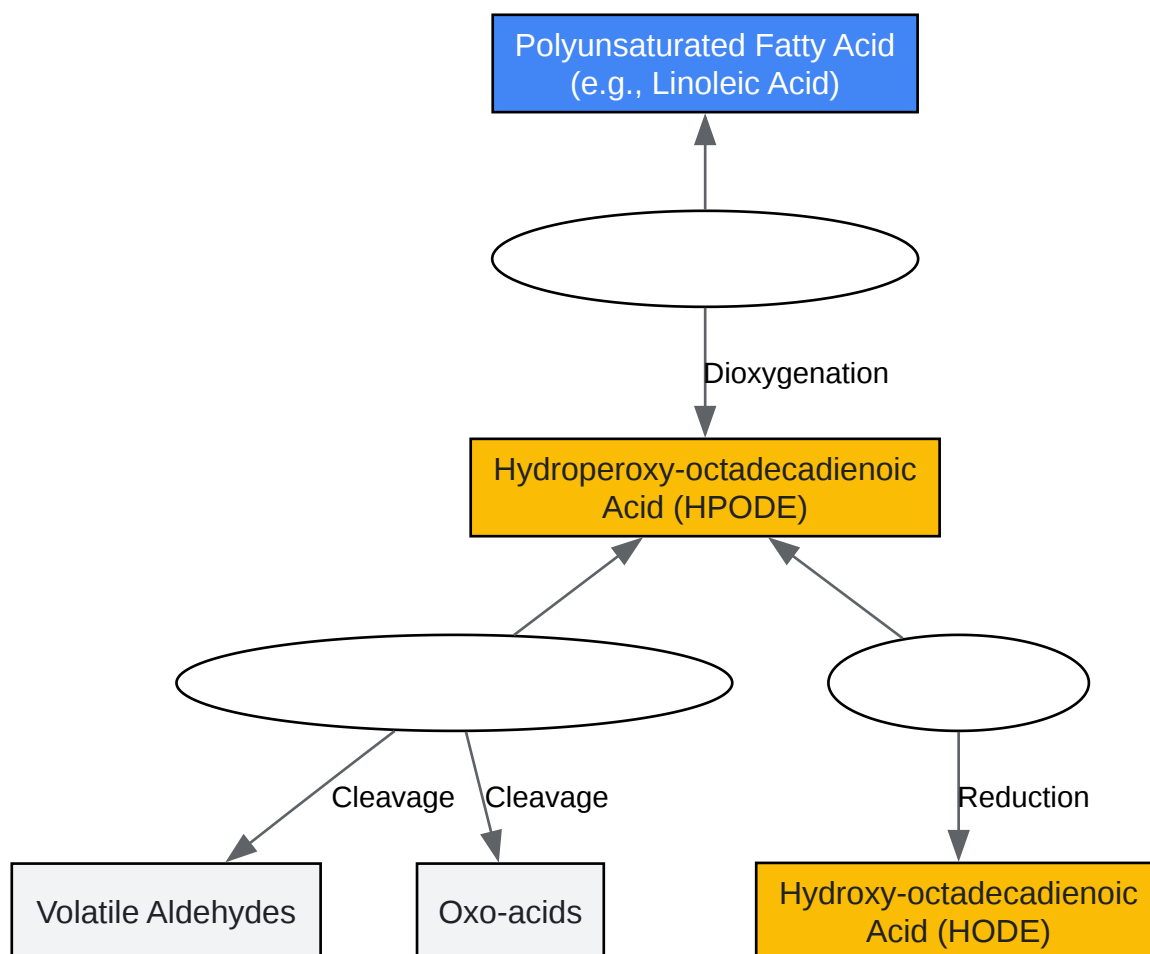 Polyunsaturated Fatty Acid
(e.g., Linoleic Acid)
Dioxygenation
Hydroperoxy-octadecadienoic
Acid (HPODE)
Cleavage
Cleavage
Reduction
Volatile Aldehydes
Oxo-acids
Hydroxy-octadecadienoic
Acid (HODE)